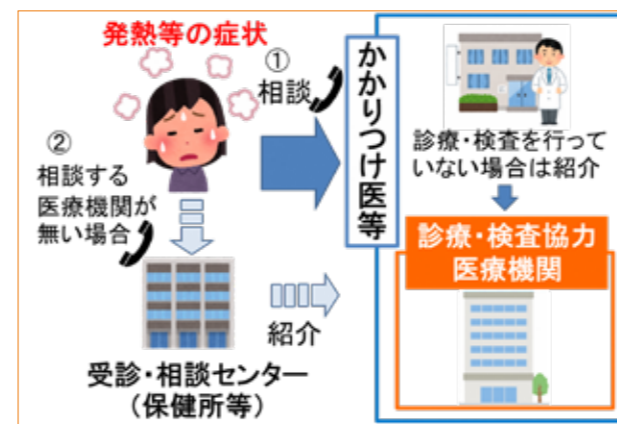 発熱等の症状
①
相談
かかりつけ医等
診療・検査を行って
いない場合は紹介
診療・検査協力
医療機関
②
相談する
医療機関が
無い場合
紹介
受診・相談センター
（保健所等）